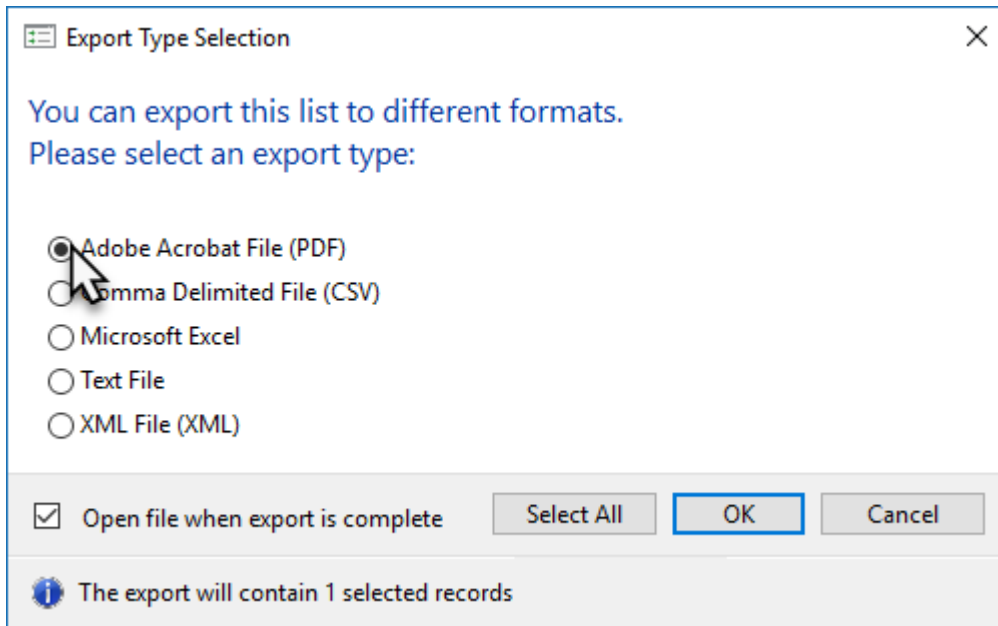 Export Type Selection
You can export this list to different formats.
Please select an export type:
Adobe Acrobat File (PDF)
Comma Delimited File (CSV)
Microsoft Excel
Text File
XML File (XML)
Open file when export is complete
Select All
OK
Cancel
The export will contain 1 selected records